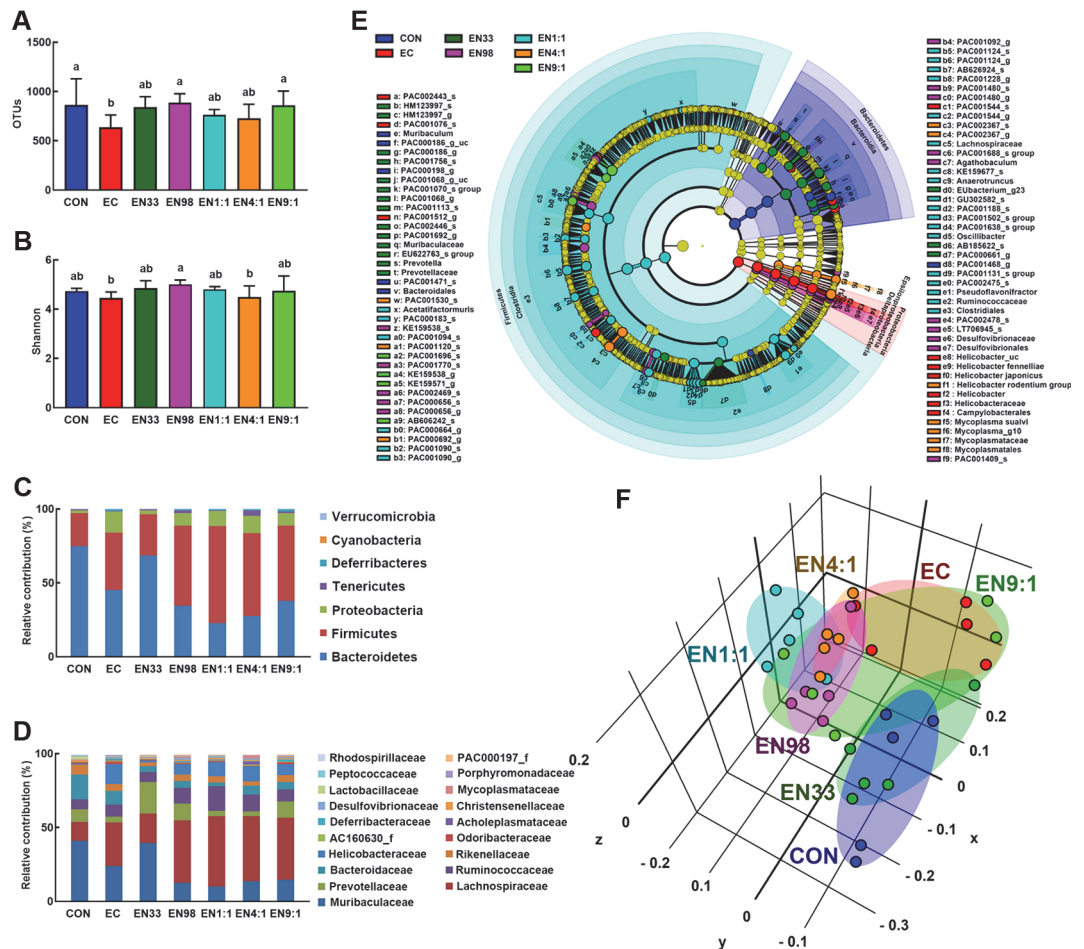 A
1500
1000
500
0
OTUs
a
b
ab
a
ab
ab
a
CON EC EN33 EN98 EN1:1 EN4:1 EN9:1
B
6
4
2
0
Shannon
ab
b
ab
a
ab
b
ab
CON EC EN33 EN98 EN1:1 EN4:1 EN9:1
C
100
50
0
Relative contribution (%)
CON EC EN33 EN98 EN1:1 EN4:1 EN9:1
Verrucomicrobia
Cyanobacteria
Deferribacteres
Tenericutes
Proteobacteria
Firmicutes
Bacteroidetes
D
100
50
0
Relative contribution (%)
CON EC EN33 EN98 EN1:1 EN4:1 EN9:1
Rhodospirillaceae
Peptococcaceae
Lactobacillaceae
Desulfovibrionaceae
Deferribacteraceae
AC160630_f
Helicobacteraceae
Bacteroidaceae
Prevotellaceae
Muribaculaceae
PAC000197_f
Porphyromonadaceae
Mycoplasmataceae
Christensenellaceae
Acholeplasmataceae
Odoribacteraceae
Rikenellaceae
Ruminococcaceae
Lachnospiraceae
E
CON
EC
EN33
EN98
EN1:1
EN4:1
EN9:1
a: PAC002443_s
b: HM123997_s
c: HM123997_g
d: PAC001076_s
e: Muribaculum
f: PAC000186_g_uc
g: PAC000186_g
h: PAC001756_s
i: PAC000198_g
j: PAC001068_g_uc
k: PAC001070_s group
l: PAC001068_g
m: PAC001113_s
n: PAC001512_g
o: PAC002446_s
p: PAC001692_g
q: Muribaculaceae
r: EU622763_s group
s: Prevotella
t: Prevotellaceae
u: PAC001471_s
v: Bacteroidales
w: PAC001530_s
x: Acetatifactormuris
y: PAC000183_s
z: KE159538_s
a0: PAC001094_s
a1: PAC001120_s
a2: PAC001696_s
a3: PAC001770_s
a4: KE159538_g
a5: KE159571_g
a6: PAC002469_s
a7: PAC000656_s
a8: PAC000656_g
a9: AB606242_s
b0: PAC000664_g
b1: PAC000692_g
b2: PAC001090_s
b3: PAC001090_g
Bacteroidetes
Bacteroidia
Firmicutes
Clostridia
Epsilonproteobacteria
Deltaproteobacteria
Proteobacteria
b4: PAC001092_g
b5: PAC001124_s
b6: PAC001124_g
b7: AB626924_s
b8: PAC001228_g
b9: PAC001480_s
c0: PAC001480_g
c1: PAC001544_s
c2: PAC001544_g
c3: PAC002367_s
c4: PAC002367_g
c5: Lachnospiraceae
c6: PAC001688_s group
c7: Agathobaculum
c8: KE159677_s
c9: Anaerotruncus
d0: EUbacterium_g23
d1: GU302582_s
d2: PAC001188_s
d3: PAC001502_s group
d4: PAC001638_s group
d5: Oscillibacter
d6: AB185622_s
d7: PAC000661_g
d8: PAC001468_g
d9: PAC001131_s group
e0: PAC002475_s
e1: Pseudoflavonifractor
e2: Ruminococcaceae
e3: Clostridiales
e4: PAC002478_s
e5: LT706945_s
e6: Desulfovibrionaceae
e7: Desulfovibrionales
e8: Helicobacter_uc
e9: Helicobacter fennelliae
f0: Helicobacter japonicus
f1 : Helicobacter rodentium group
f2 : Helicobacter
f3: Helicobacteraceae
f4 : Campylobacterales
f5: Mycoplasma sualvi
f6: Mycoplasma_g10
f7: Mycoplasmataceae
f8: Mycoplasmatales
f9: PAC001409_s
F
EN4:1
EC
EN9:1
EN1:1
EN98
EN33
CON
0.2
0
- 0.2
z
0.1
0
- 0.1
y
0.2
0.1
0
- 0.1
- 0.2
- 0.3
x